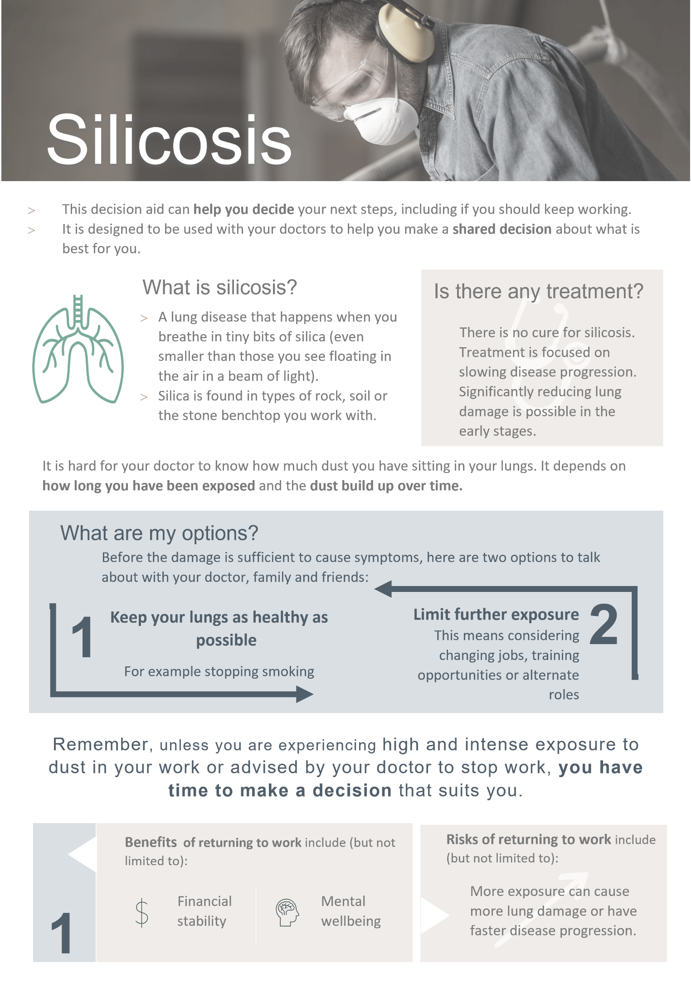 Silicosis
> This decision aid can help you decide your next steps, including if you should keep working.
> It is designed to be used with your doctors to help you make a shared decision about what is
best for you.
What is silicosis?
> A lung disease that happens when you
breathe in tiny bits of silica (even
smaller than those you see floating in
the air in a beam of light).
> Silica is found in types of rock, soil or
the stone benchtop you work with.
Is there any treatment?
There is no cure for silicosis.
Treatment is focused on
slowing disease progression.
Significantly reducing lung
damage is possible in the
early stages.
It is hard for your doctor to know how much dust you have sitting in your lungs. It depends on
how long you have been exposed and the dust build up over time.
What are my options?
Before the damage is sufficient to cause symptoms, here are two options to talk
about with your doctor, family and friends:
1
Keep your lungs as healthy as
possible
For example stopping smoking
Limit further exposure
2
This means considering
changing jobs, training
opportunities or alternate
roles
Remember, unless you are experiencing high and intense exposure to
dust in your work or advised by your doctor to stop work, you have
time to make a decision that suits you.
1
Benefits of returning to work include (but not
limited to):
$
Financial
stability
Mental
wellbeing
Risks of returning to work include
(but not limited to):
More exposure can cause
more lung damage or have
faster disease progression.